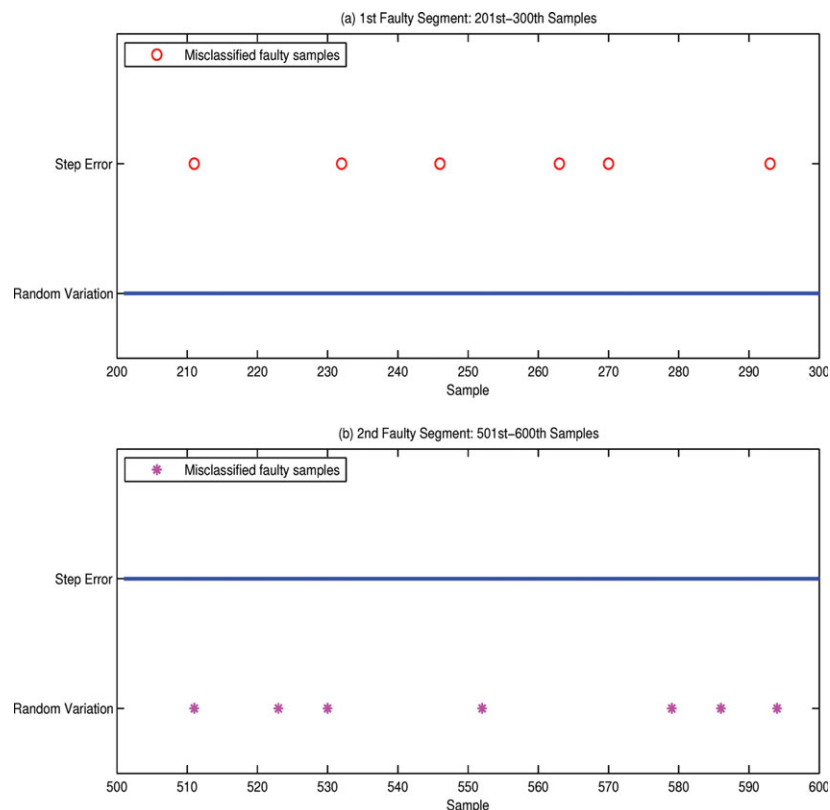 (a) 1st Faulty Segment: 201st−300th Samples
Misclassified faulty samples
Step Error
Random Variation
200 210 220 230 240 250 260 270 280 290 300
Sample
(b) 2nd Faulty Segment: 501st−600th Samples
Misclassified faulty samples
Step Error
Random Variation
500 510 520 530 540 550 560 570 580 590 600
Sample